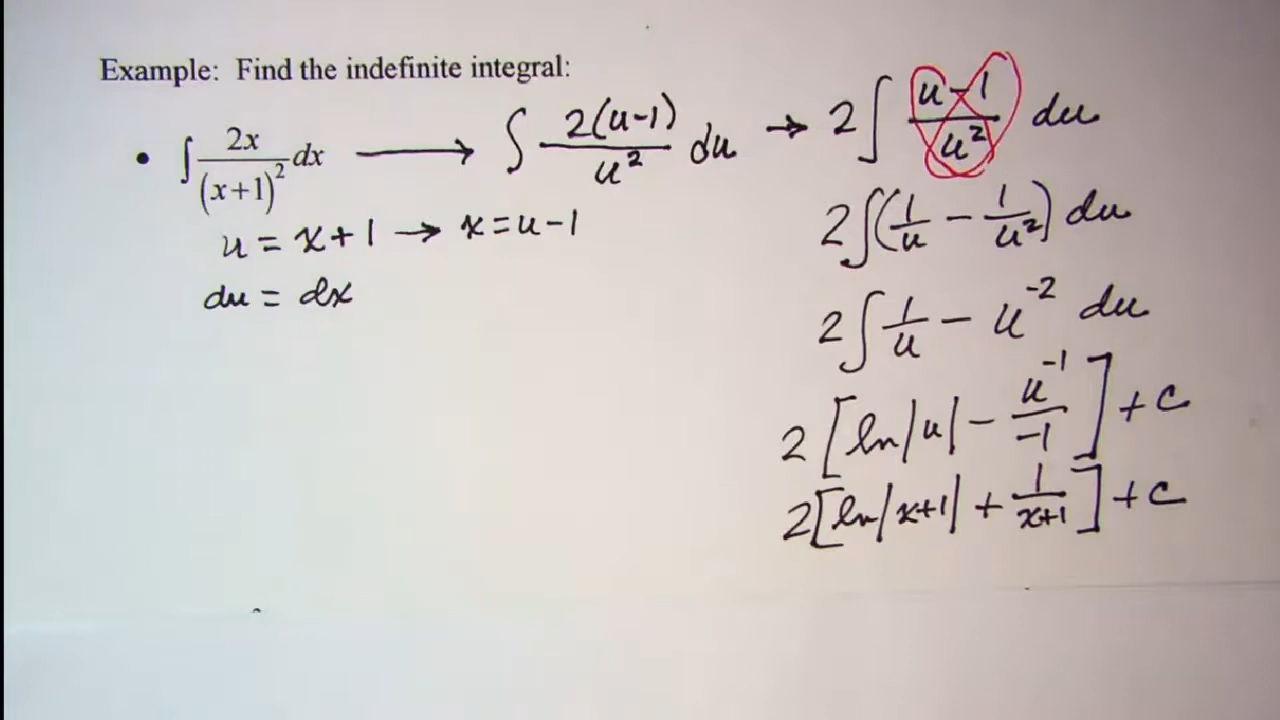 Example: Find the indefinite integral:
• ∫ 2x/(x+1)² dx ⟶ ∫ 2(u-1)/u² du → 2∫ (u-1)/u² du
u = x+1 → x = u-1
du = dx
2∫(1/u - 1/u²) du
2∫ 1/u - u⁻² du
2[ln|u| - u⁻¹/-1] + c
2[ln|x+1| + 1/(x+1)] + c